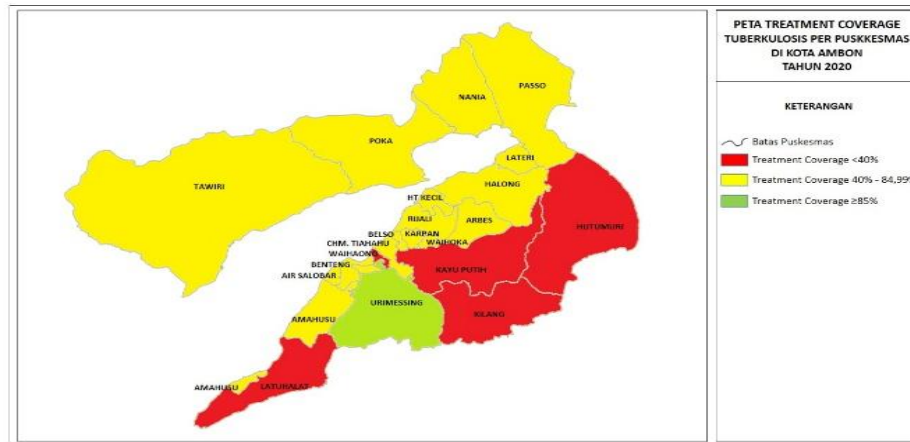 PETA TREATMENT COVERAGE
TUBERKULOSIS PER PUSKKESMAS
DI KOTA AMBON
TAHUN 2020
KETERANGAN
Batas Puskesmas
Treatment Coverage <40%
Treatment Coverage 40% - 84,99%
Treatment Coverage ≥85%
PASSO
NANIA
POKA
LATERI
TAWIRI
HALONG
HT KECIL
RIJALI
ARBES
HUTUMURI
BELSO
KARPAN
CHM. TIAHAHU
WAIHOKA
WAIHAONG
BENTENG
KAYU PUTIH
AIR SALOBAR
URIMESSING
KILANG
AMAHUSU
AMAHUSU
LATUHALAT